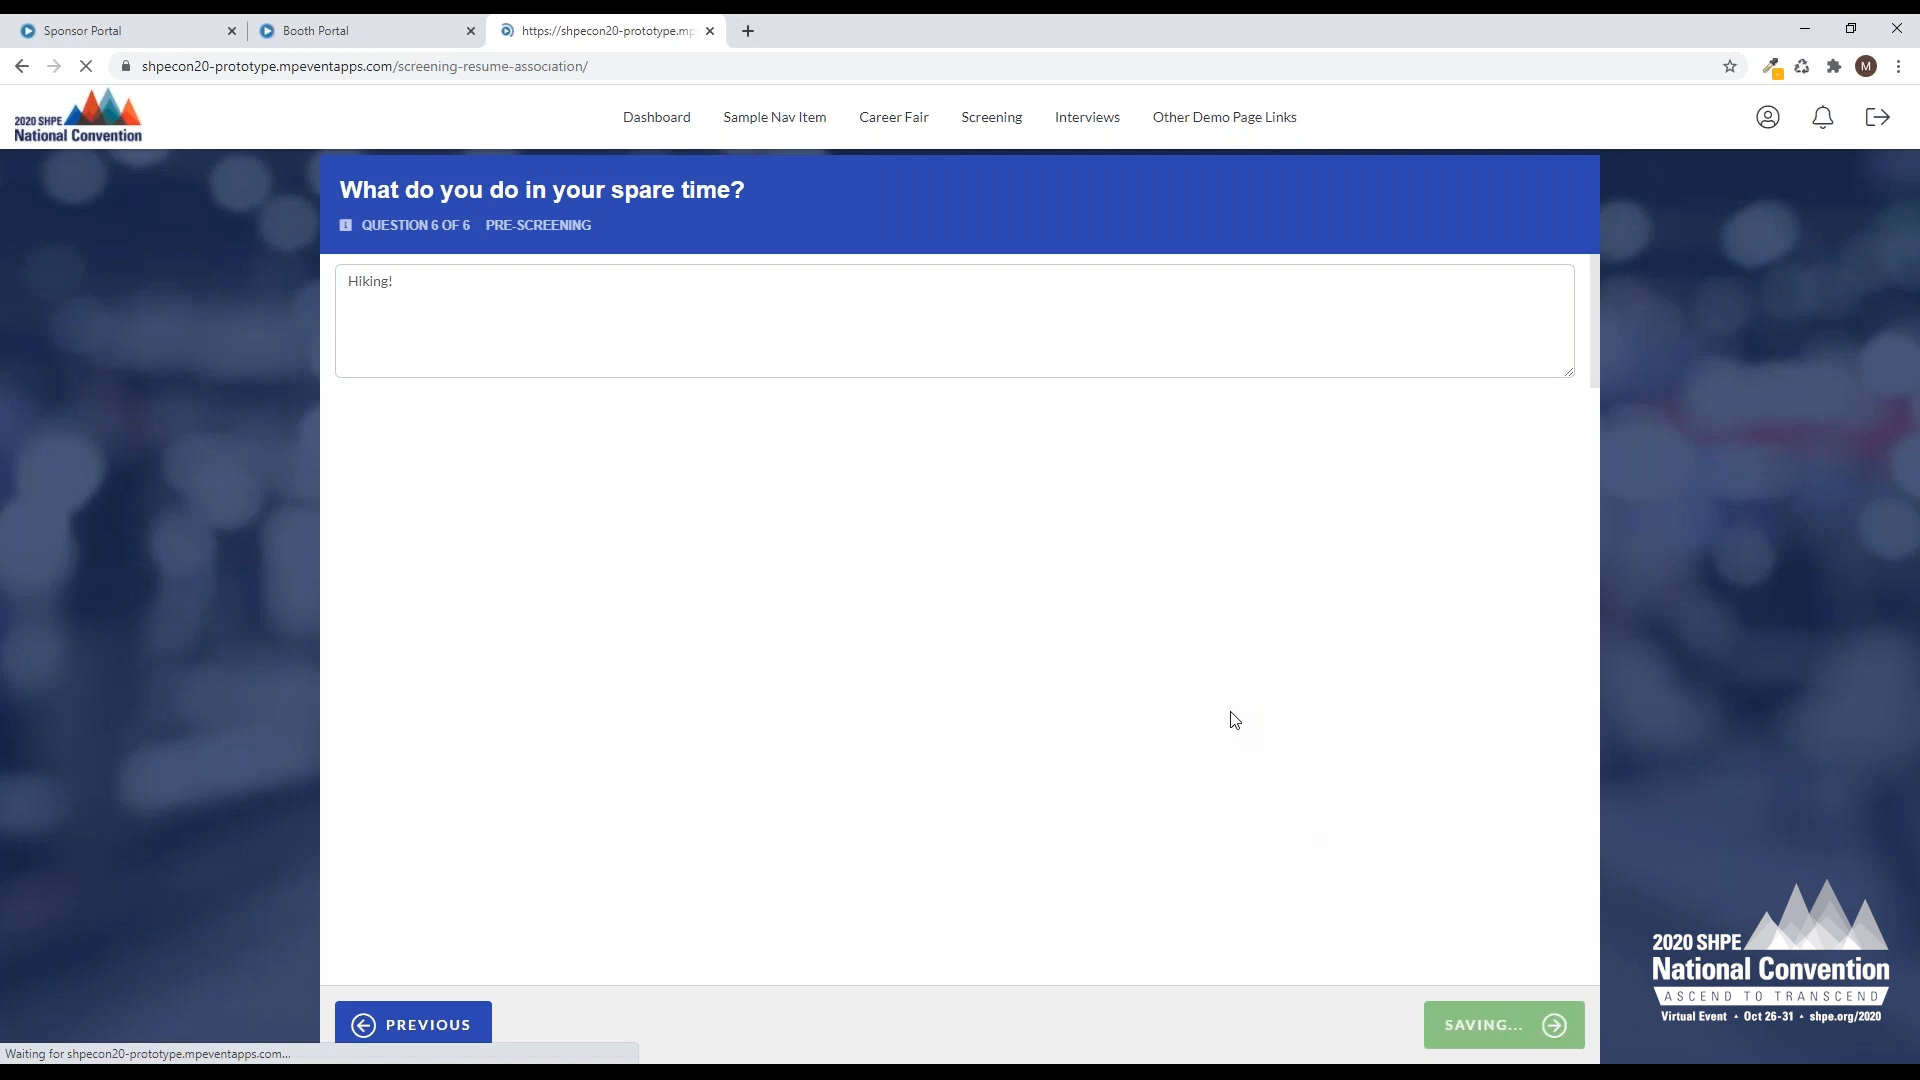 Sponsor Portal
Booth Portal
https://shpecon20-prototype.mp
shpecon20-prototype.mpeventapps.com/screening-resume-association/
M
2020 SHPE
National Convention
Dashboard
Sample Nav Item
Career Fair
Screening
Interviews
Other Demo Page Links
What do you do in your spare time?
QUESTION 6 OF 6 PRE-SCREENING
Hiking!
2020 SHPE
National Convention
ASCEND TO TRANSCEND
Virtual Event • Oct 26-31 • shpe.org/2020
PREVIOUS
SAVING...
Waiting for shpecon20-prototype.mpeventapps.com...